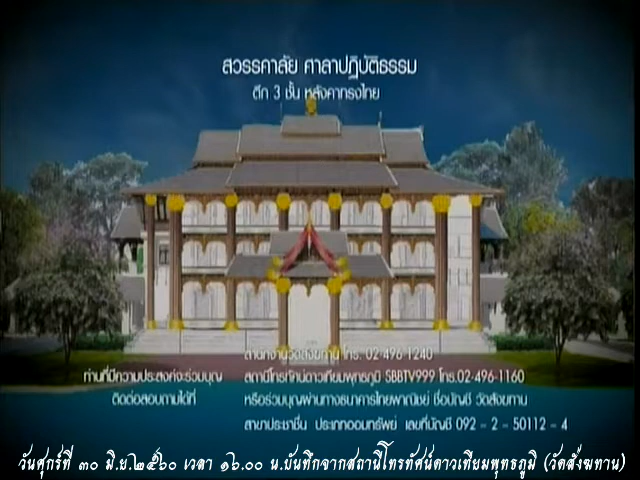 สวรรคาลัย ศาลาปฏิบัติธรรม
ตึก 3 ชั้น หลังคาทรงไทย
สำนักงานวัดสังฆทาน โทร. 02-496-1240
ท่านที่มีความประสงค์จะร่วมบุญ
ติดต่อสอบถามได้ที่
สถานีโทรทัศน์ดาวเทียมพุทธภูมิ SBBTV999 โทร.02-496-1160
หรือร่วมบุญผ่านทางธนาคารไทยพาณิชย์ ชื่อบัญชี วัดสังฆทาน
สาขาประชาชื่น ประเภทออมทรัพย์ เลขที่บัญชี 092 - 2 - 50112 - 4
วันศุกร์ที่ ๓๐ มิ.ย.๒๕๖๐ เวลา ๑๖.๐๐ น.บันทึกจากสถานีโทรทัศน์ดาวเทียมพุทธภูมิ (วัดสังฆทาน)